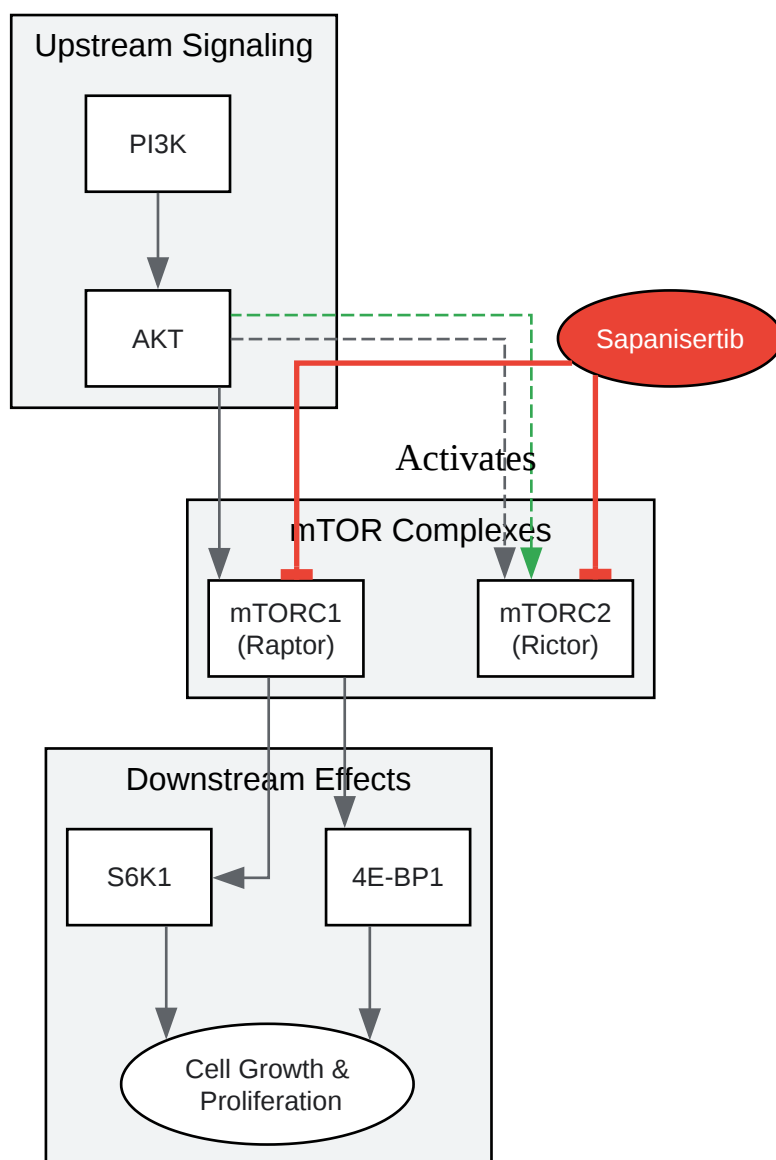 Upstream Signaling
PI3K
AKT
Sapanisertib
Activates
mTOR Complexes
mTORC1
(Raptor)
mTORC2
(Rictor)
Downstream Effects
S6K1
4E-BP1
Cell Growth &
Proliferation